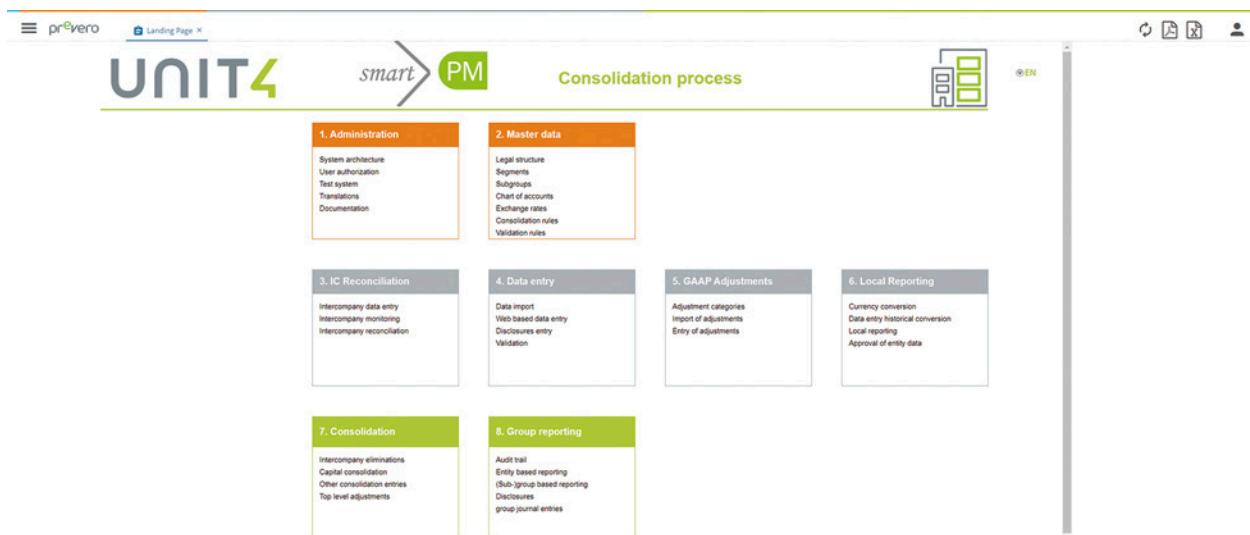 prevero
Landing Page ×
UNIT4
smart PM
Consolidation process
EN
1. Administration
System architecture
User authorization
Test system
Translations
Documentation
2. Master data
Legal structure
Segments
Subgroups
Chart of accounts
Exchange rates
Consolidation rules
Validation rules
3. IC Reconciliation
Intercompany data entry
Intercompany monitoring
Intercompany reconciliation
4. Data entry
Data import
Web based data entry
Disclosures entry
Validation
5. GAAP Adjustments
Adjustment categories
Import of adjustments
Entry of adjustments
6. Local Reporting
Currency conversion
Data entry historical conversion
Local reporting
Approval of entity data
7. Consolidation
Intercompany eliminations
Capital consolidation
Other consolidation entries
Top level adjustments
8. Group reporting
Audit trail
Entity based reporting
(Sub-)group based reporting
Disclosures
group journal entries